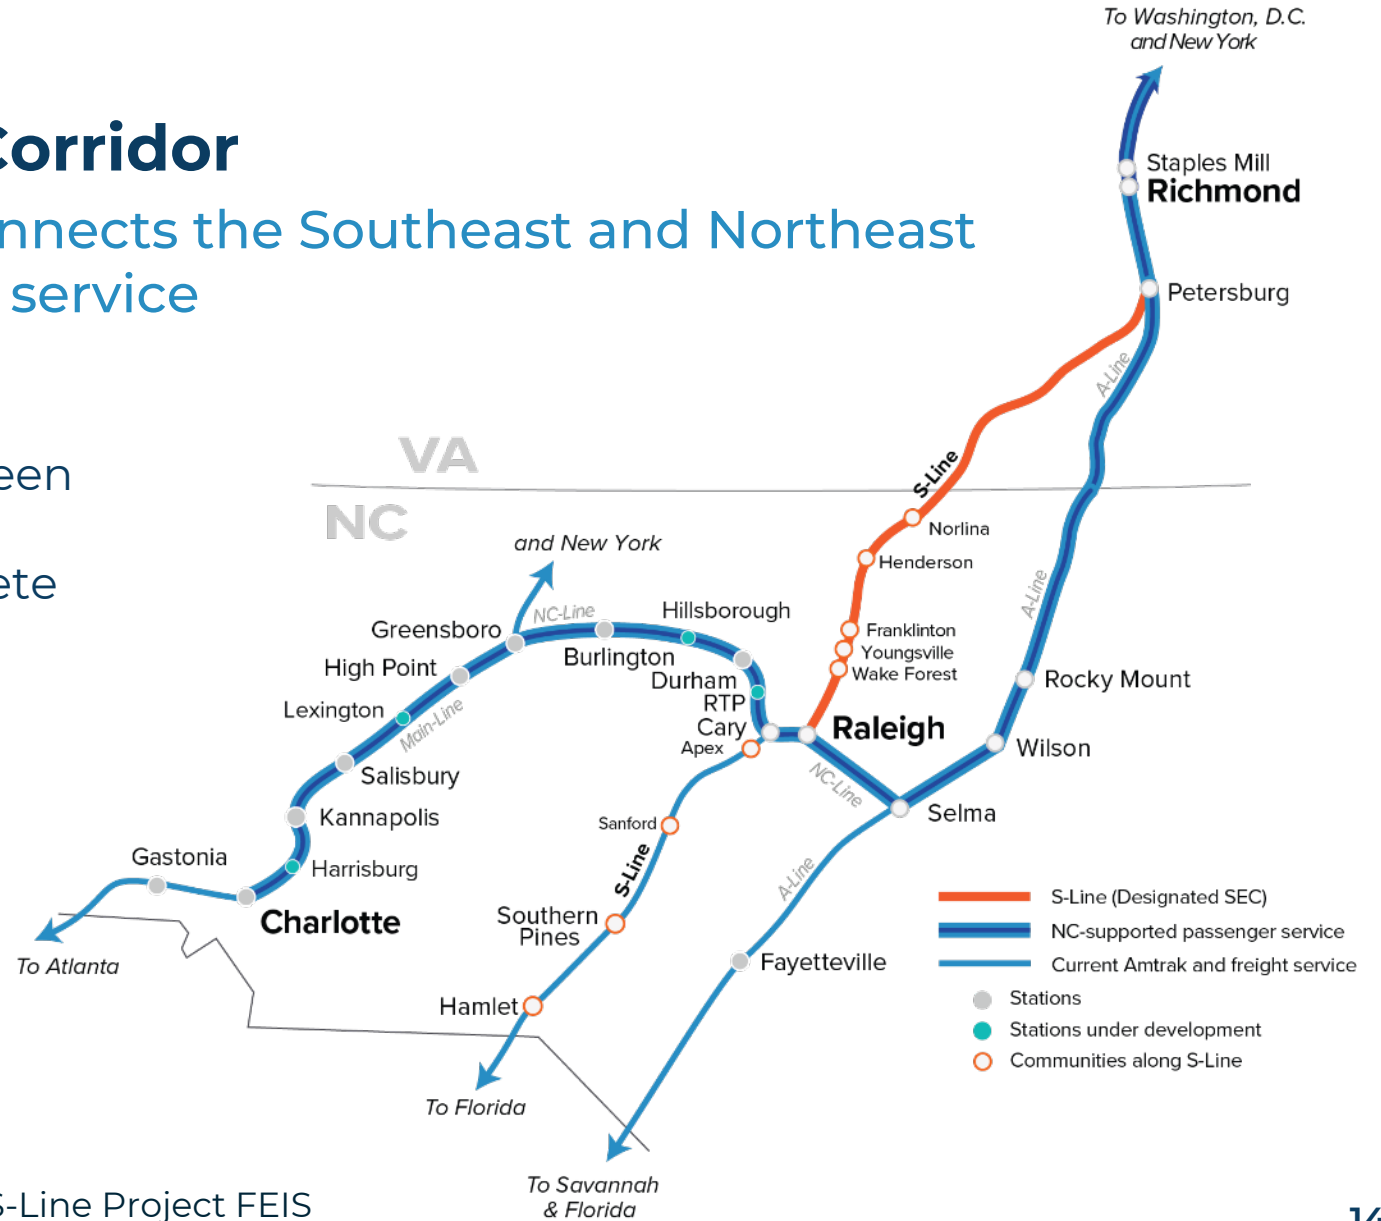 To Washington, D.C.
and New York
Corridor
nnects the Southeast and Northeast
service
een
ete
Staples Mill
Richmond
Petersburg
A-Line
VA
NC
S-Line
Norlina
Henderson
A-Line
and New York
NC-Line
Hillsborough
Greensboro
Burlington
High Point
Durham
RTP
Lexington
Main-Line
Cary
Apex
Salisbury
Kannapolis
Harrisburg
Gastonia
Charlotte
To Atlanta
Franklinton
Youngsville
Wake Forest
Raleigh
NC-Line
Rocky Mount
Wilson
Selma
Sanford
S-Line
A-Line
Southern
Pines
Fayetteville
Hamlet
To Florida
To Savannah
& Florida
S-Line (Designated SEC)
NC-supported passenger service
Current Amtrak and freight service
Stations
Stations under development
Communities along S-Line
S-Line Project FEIS
14